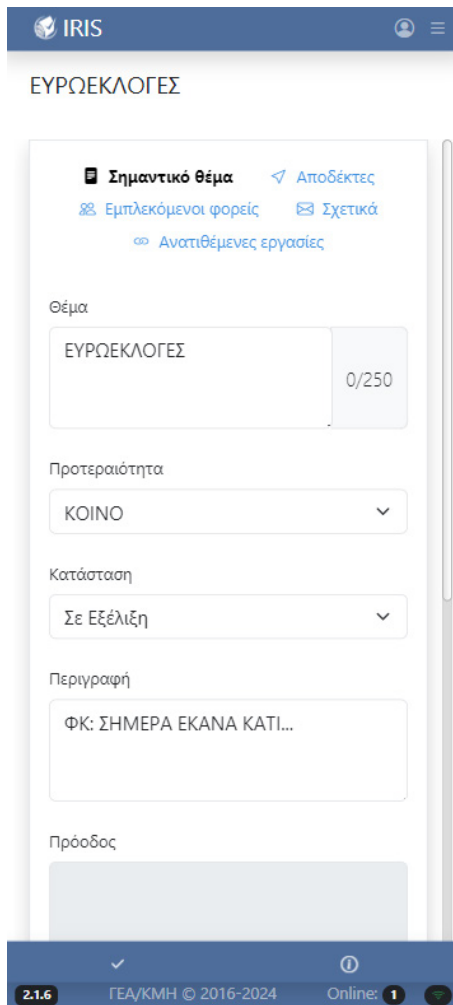 IRIS
ΕΥΡΩΕΚΛΟΓΕΣ
Σημαντικό θέμα Αποδέκτες
Εμπλεκόμενοι φορείς Σχετικά
Ανατιθέμενες εργασίες
Θέμα
ΕΥΡΩΕΚΛΟΓΕΣ
0/250
Προτεραιότητα
ΚΟΙΝΟ
Κατάσταση
Σε Εξέλιξη
Περιγραφή
ΦΚ: ΣΗΜΕΡΑ ΕΚΑΝΑ ΚΑΤΙ...
Πρόοδος
2.1.6 ΓΕΑ/ΚΜΗ © 2016-2024 Online: 1